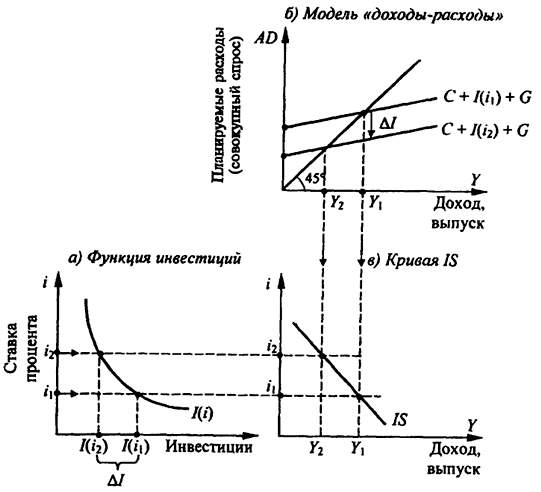 б) Модель «доходы-расходы»
AD
Планируемые расходы
(совокупный спрос)
C + I(i₁) + G
ΔI
C + I(i₂) + G
45°
Y
Y₂
Y₁
Доход,
выпуск
а) Функция инвестиций
i
Ставка
процента
i₂
i₁
I(i)
I(i₂)
I(i₁)
Инвестиции
ΔI
в) Кривая IS
i
i₂
i₁
IS
Y
Y₂
Y₁
Доход,
выпуск